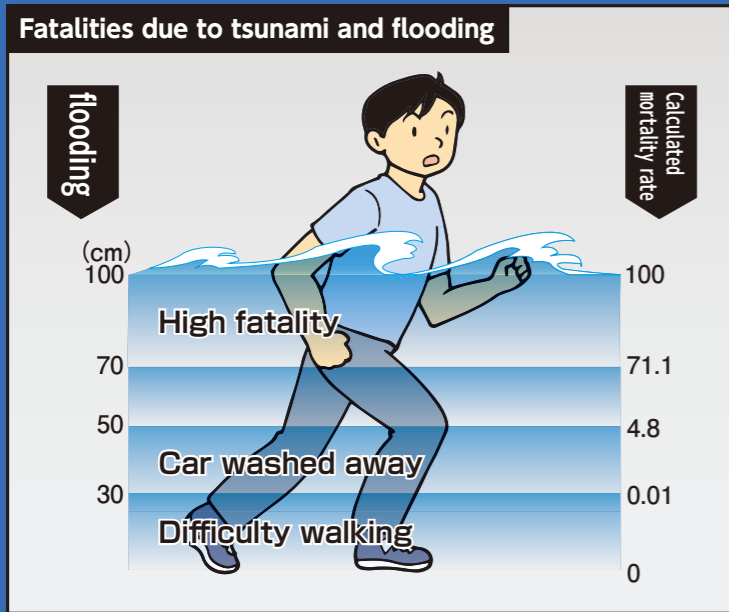 Fatalities due to tsunami and flooding
flooding
Calculated
mortality rate
(cm)
100
100
High fatality
70
71.1
50
4.8
Car washed away
30
0.01
Difficulty walking
0